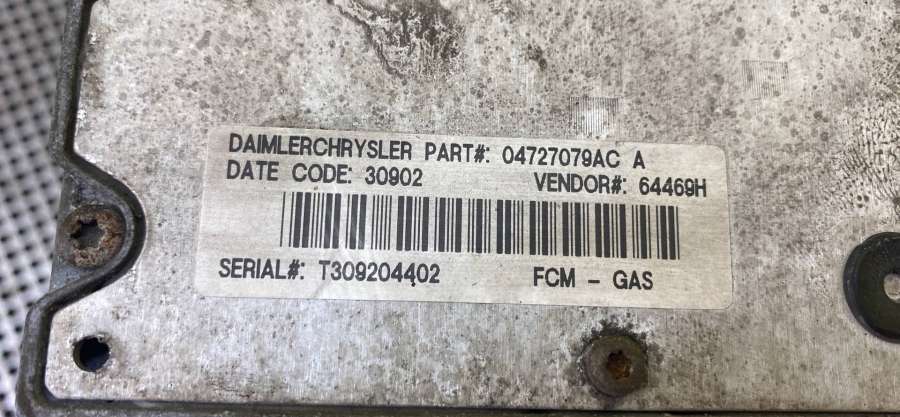 DAIMLERCHRYSLER PART#: 04727079AC A
DATE CODE: 30902 VENDOR#: 64469H
SERIAL#: T309204402 FCM - GAS